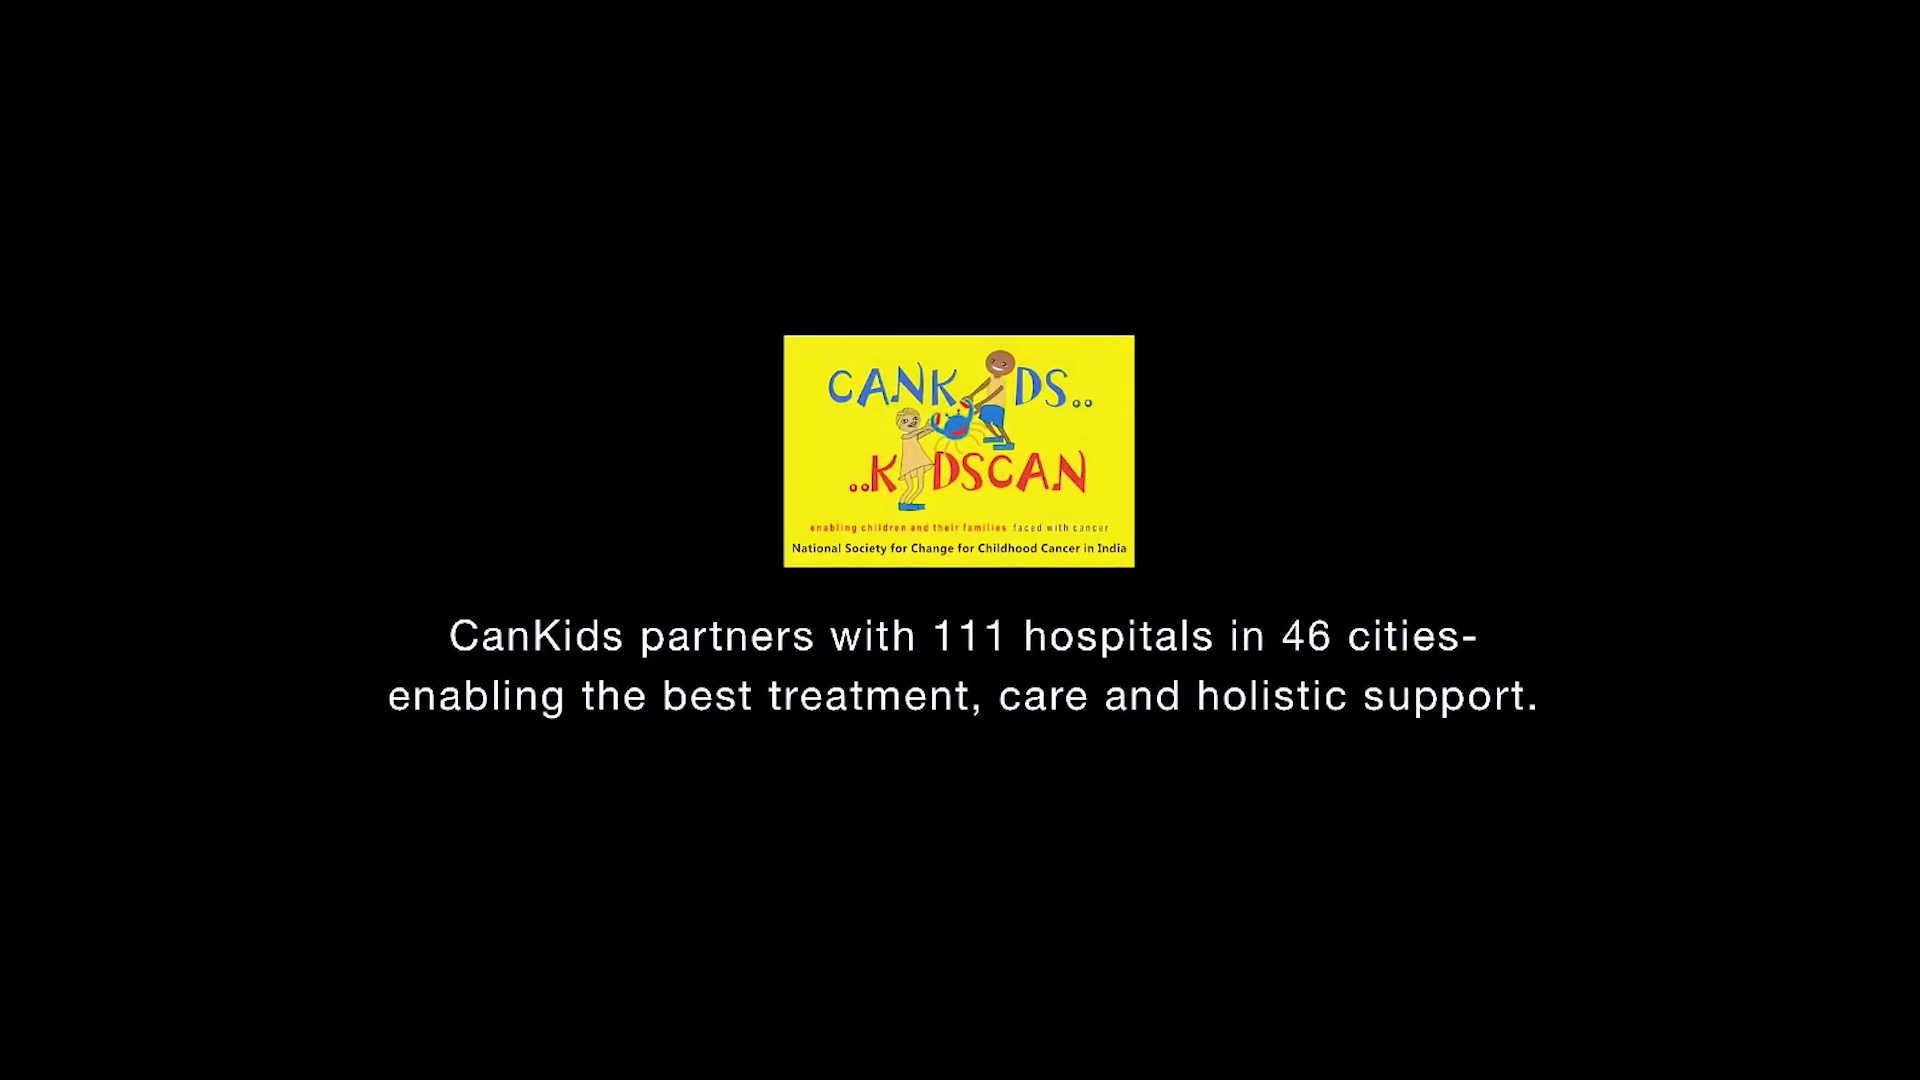 CANKIDS..
..KIDSCAN
enabling children and their families faced with cancer
National Society for Change for Childhood Cancer in India
CanKids partners with 111 hospitals in 46 cities-
enabling the best treatment, care and holistic support.